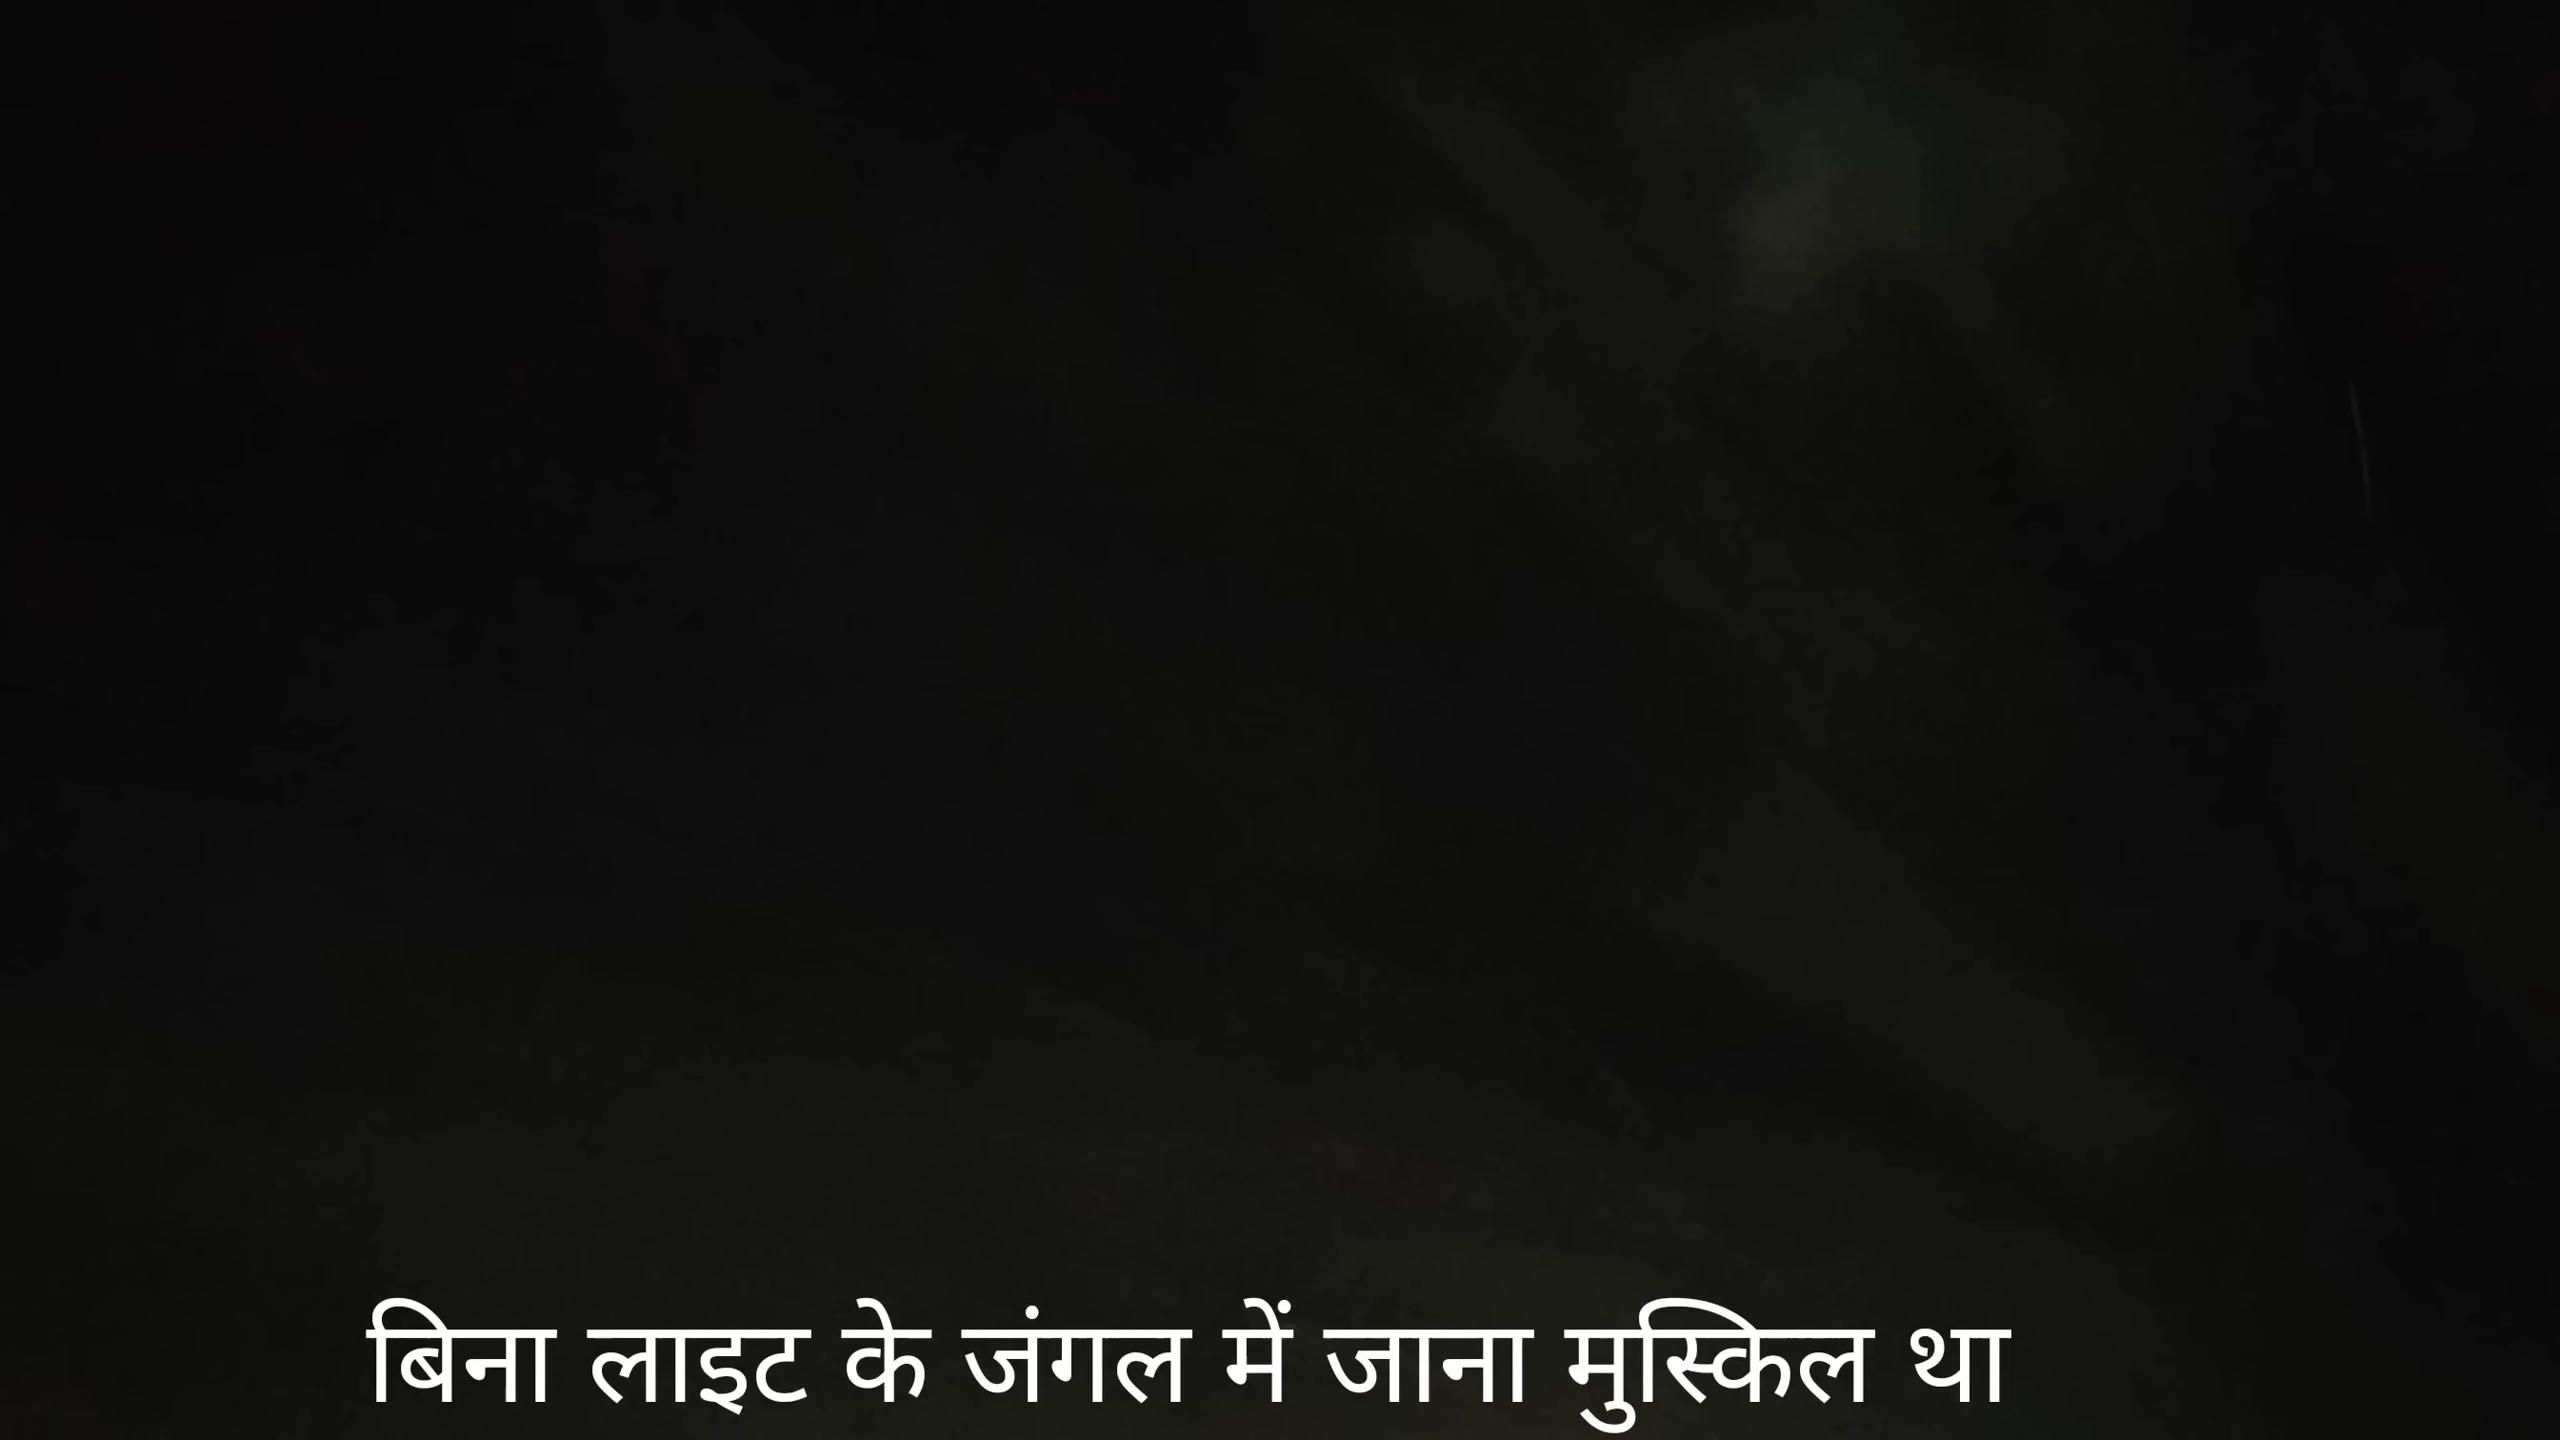 बिना लाइट के जंगल में जाना मुस्किल था